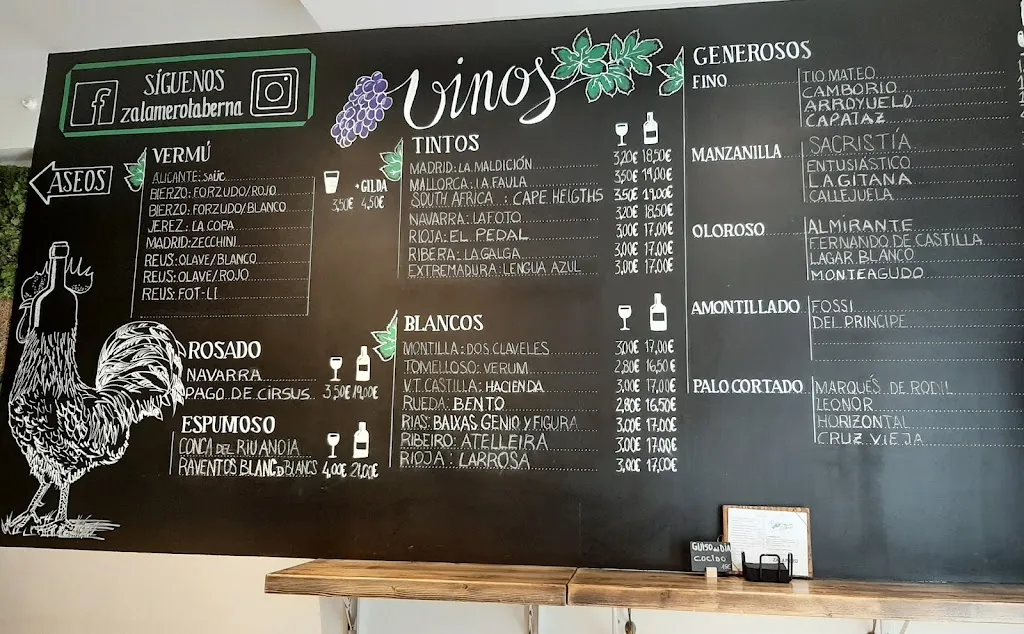 SÍGUENOS
zalamerotaberna
ASEOS
VERMÚ
+ GILDA
3,50€ 4,50€
ALICANTE: SAÜC
BIERZO: FORZUDO/ROJO
BIERZO: FORZUDO/BLANCO
JEREZ: LA COPA
MADRID: ZECCHINI
REUS: OLAVE/BLANCO
REUS: OLAVE/ROJO
REUS: FOT-LI
ROSADO
NAVARRA
PAGO DE CIRSUS 3,50€ 19,00€
ESPUMOSO
CONCA DEL RIU ANOIA
RAVENTOS BLANC D BLANCS 4,00€ 21,00€
Vinos
TINTOS
MADRID: LA MALDICIÓN 3,20€ 18,50€
MALLORCA: LA FAULA 3,50€ 19,00€
SOUTH AFRICA : CAPE HEIGTHS 3,50€ 19,00€
NAVARRA: LAFOTO 3,20€ 18,50€
RIOJA: EL PEDAL 3,00€ 17,00€
RIBERA: LA GALGA 3,00€ 17,00€
EXTREMADURA: LENGUA AZUL 3,00€ 17,00€
BLANCOS
MONTILLA: DOS CLAVELES 3,00€ 17,00€
TOMELLOSO: VERUM 2,80€ 16,50€
V.T. CASTILLA: HACIENDA 3,00€ 17,00€
RUEDA: BENTO 2,80€ 16,50€
RIAS: BAIXAS GENIO Y FIGURA 3,00€ 17,00€
RIBEIRO: ATELLEIRA 3,00€ 17,00€
RIOJA: LARROSA 3,00€ 17,00€
GENEROSOS
FINO
TIO MATEO
CAMBORIO
ARROYUELO
CAPATAZ
MANZANILLA
SACRISTÍA
ENTUSIÁSTICO
LA GITANA
CALLEJUELA
OLOROSO
ALMIRANTE
FERNANDO DE CASTILLA
LAGAR BLANCO
MONTEAGUDO
AMONTILLADO
FOSSI
DEL PRINCIPE
PALO CORTADO
MARQUÉS DE RODIL
LEONOR
HORIZONTAL
CRUZ VIEJA
GUISO DEL DÍA
COCIDO